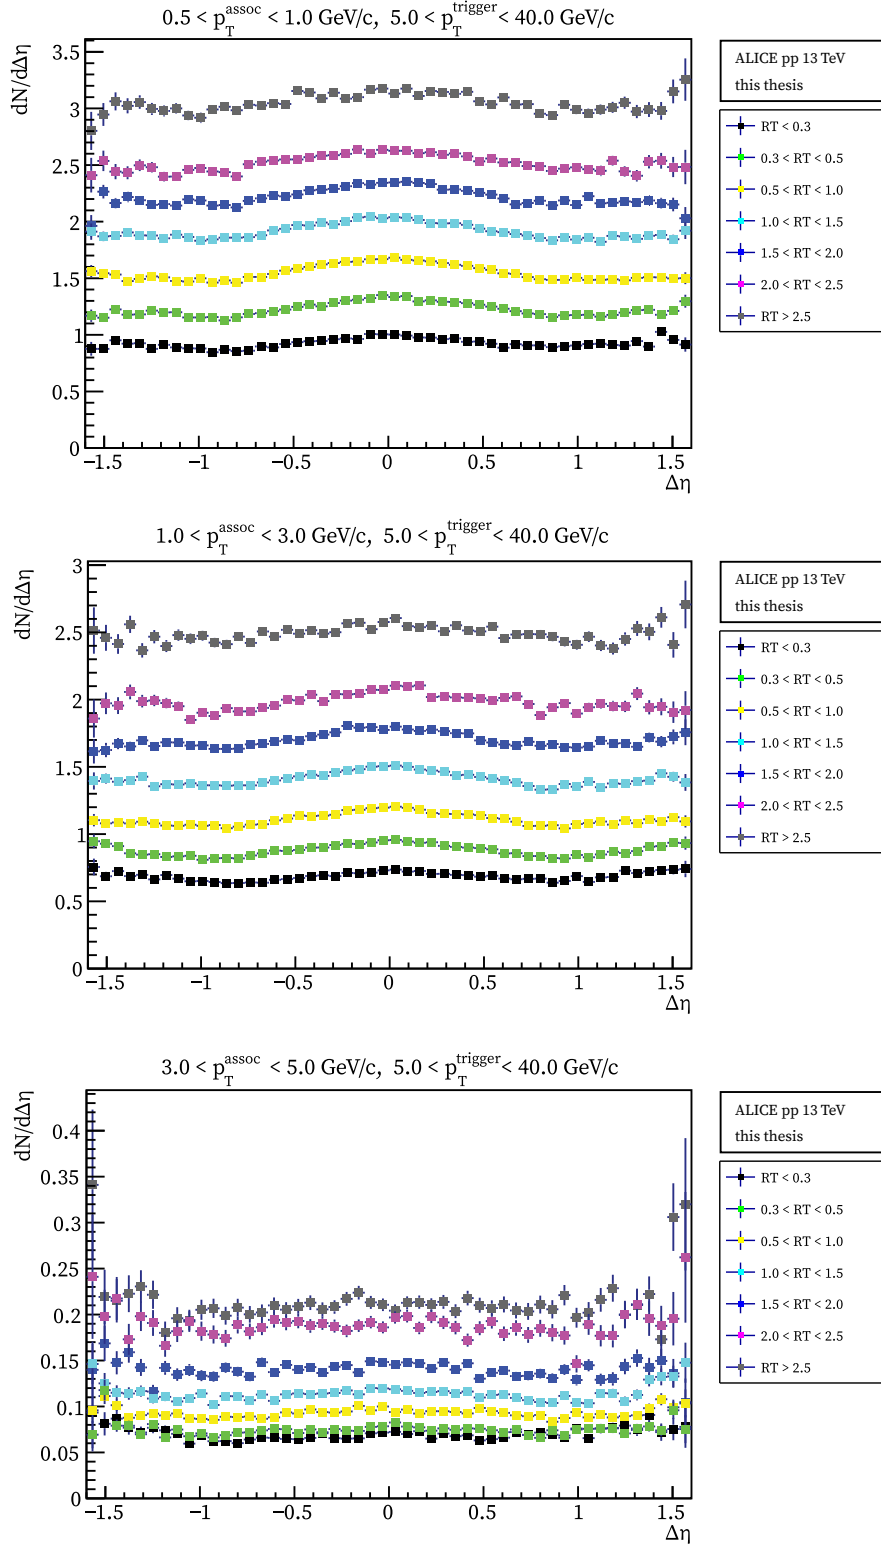 0.5 < p_T^assoc < 1.0 GeV/c, 5.0 < p_T^trigger < 40.0 GeV/c
dN/dΔη
3.5
3
2.5
2
1.5
1
0.5
0
−1.5 −1 −0.5 0 0.5 1 1.5
Δη
ALICE pp 13 TeV
this thesis
RT < 0.3
0.3 < RT < 0.5
0.5 < RT < 1.0
1.0 < RT < 1.5
1.5 < RT < 2.0
2.0 < RT < 2.5
RT > 2.5
1.0 < p_T^assoc < 3.0 GeV/c, 5.0 < p_T^trigger < 40.0 GeV/c
dN/dΔη
3
2.5
2
1.5
1
0.5
0
−1.5 −1 −0.5 0 0.5 1 1.5
Δη
ALICE pp 13 TeV
this thesis
RT < 0.3
0.3 < RT < 0.5
0.5 < RT < 1.0
1.0 < RT < 1.5
1.5 < RT < 2.0
2.0 < RT < 2.5
RT > 2.5
3.0 < p_T^assoc < 5.0 GeV/c, 5.0 < p_T^trigger < 40.0 GeV/c
dN/dΔη
0.4
0.35
0.3
0.25
0.2
0.15
0.1
0.05
0
−1.5 −1 −0.5 0 0.5 1 1.5
Δη
ALICE pp 13 TeV
this thesis
RT < 0.3
0.3 < RT < 0.5
0.5 < RT < 1.0
1.0 < RT < 1.5
1.5 < RT < 2.0
2.0 < RT < 2.5
RT > 2.5